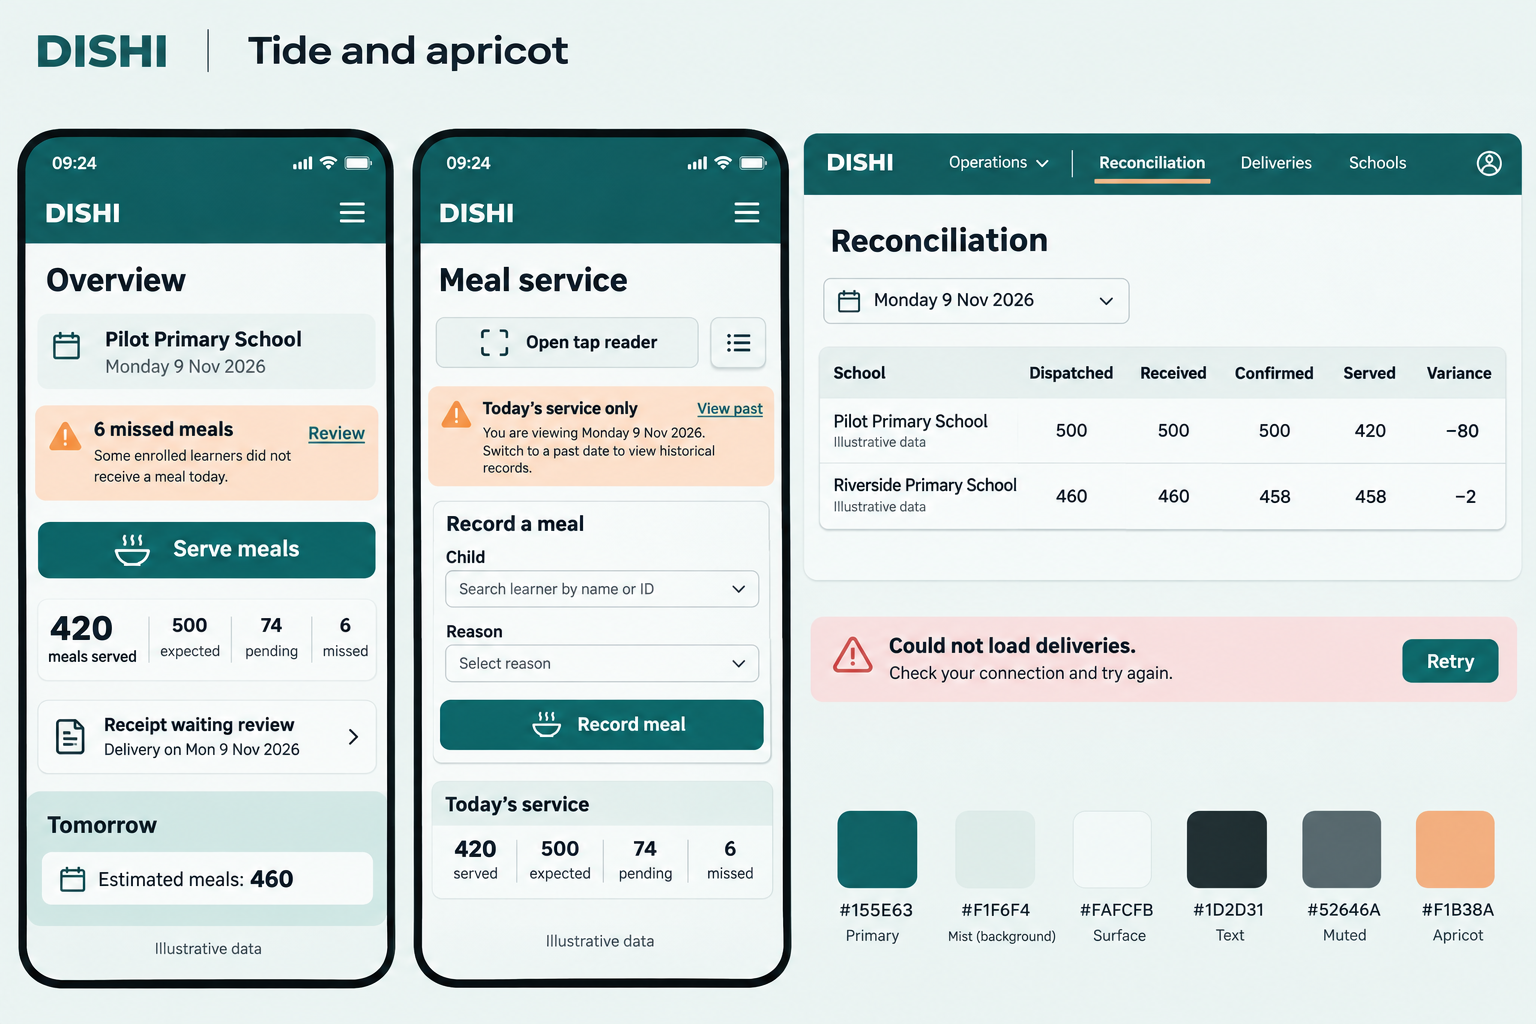 DISHI
Tide and apricot
09:24
DISHI
Overview
Pilot Primary School
Monday 9 Nov 2026
6 missed meals
Review
Some enrolled learners did not
receive a meal today.
Serve meals
420
meals served
500
expected
74
pending
6
missed
Receipt waiting review
Delivery on Mon 9 Nov 2026
Tomorrow
Estimated meals: 460
Illustrative data
09:24
DISHI
Meal service
Open tap reader
Today's service only
View past
You are viewing Monday 9 Nov 2026.
Switch to a past date to view historical
records.
Record a meal
Child
Search learner by name or ID
Reason
Select reason
Record meal
Today's service
420
served
500
expected
74
pending
6
missed
Illustrative data
DISHI
Operations
Reconciliation
Deliveries
Schools
Reconciliation
Monday 9 Nov 2026
School Dispatched Received Confirmed Served Variance
Pilot Primary School 500 500 500 420 −80
Illustrative data
Riverside Primary School 460 460 458 458 −2
Illustrative data
Could not load deliveries.
Check your connection and try again.
Retry
#155E63
Primary
#F1F6F4
Mist (background)
#FAFCFB
Surface
#1D2D31
Text
#52646A
Muted
#F1B38A
Apricot